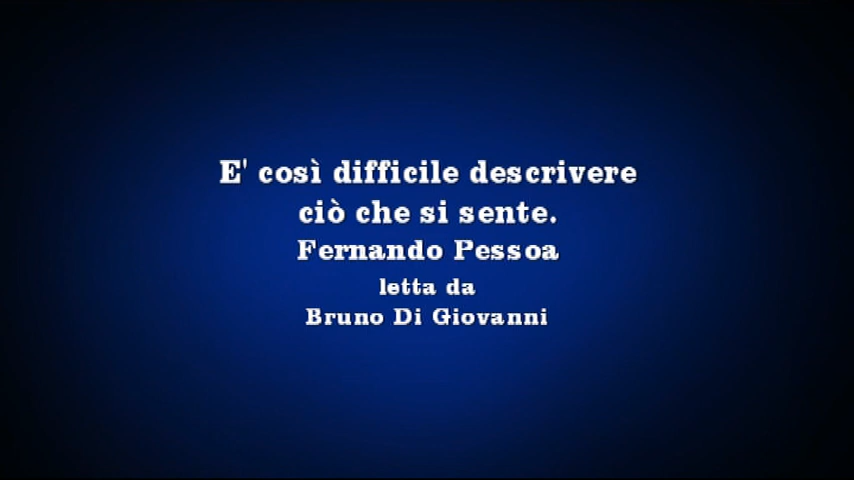 E' così difficile descrivere
ciò che si sente.
Fernando Pessoa
letta da
Bruno Di Giovanni